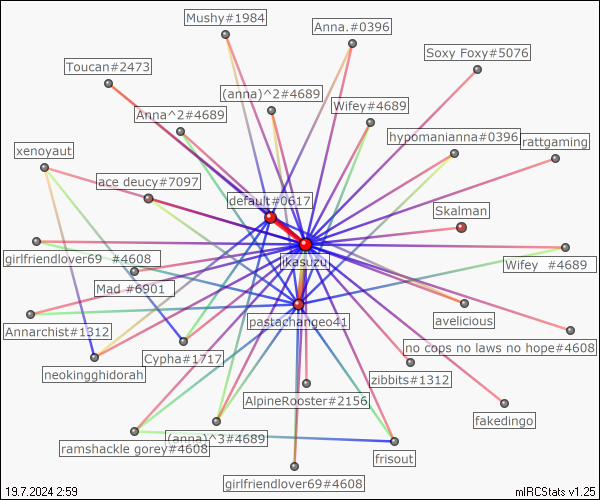 Mushy#1984
Anna.#0396
Soxy Foxy#5076
Toucan#2473
(anna)^2#4689
Wifey#4689
Anna^2#4689
hypomanianna#0396
rattgaming
xenoyaut
ace deucy#7097
default#0617
Skalman
girlfriendlover69 #4608
ikasuzu
Wifey #4689
Mad #6901
Annarchist#1312
pastachangeo41
avelicious
no cops no laws no hope#4608
Cypha#1717
neokingghidorah
zibbits#1312
AlpineRooster#2156
fakedingo
(anna)^3#4689
ramshackle gorey#4608
frisout
girlfriendlover69#4608
19.7.2024 2:59
mIRCStats v1.25